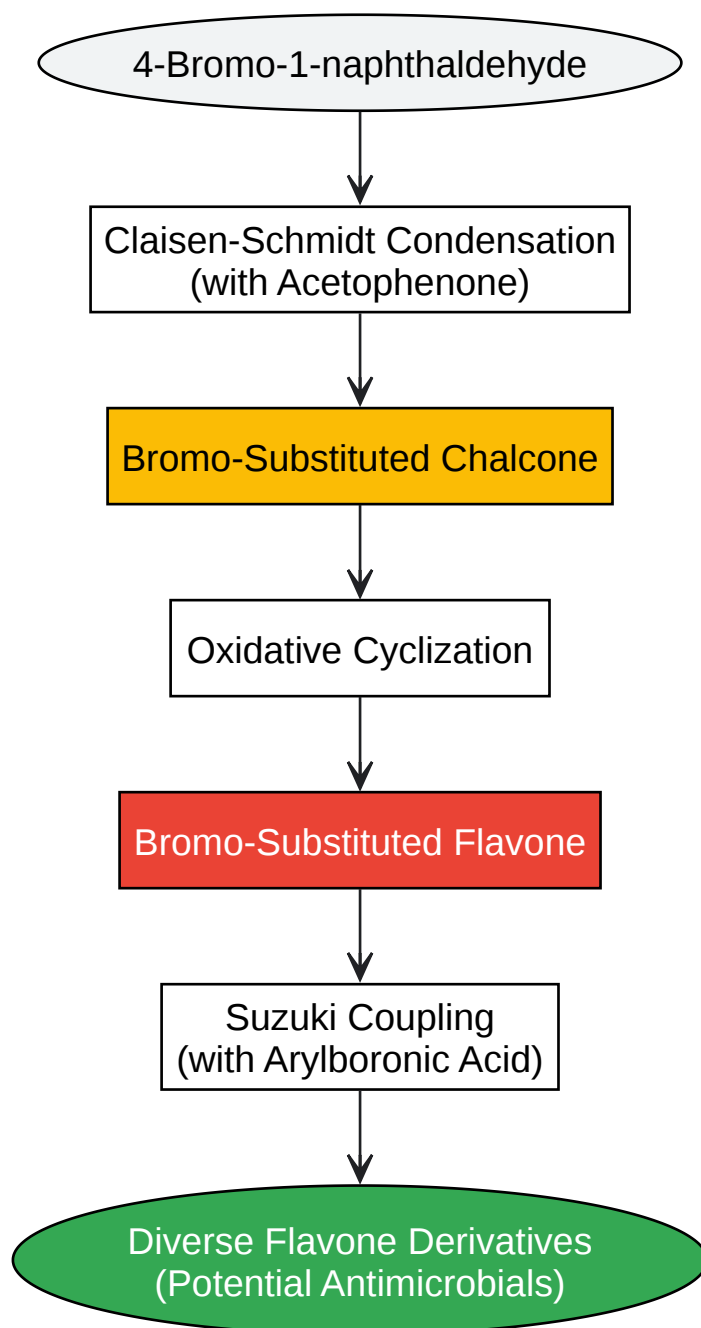 4-Bromo-1-naphthaldehyde
Claisen-Schmidt Condensation
(with Acetophenone)
Bromo-Substituted Chalcone
Oxidative Cyclization
Bromo-Substituted Flavone
Suzuki Coupling
(with Arylboronic Acid)
Diverse Flavone Derivatives
(Potential Antimicrobials)